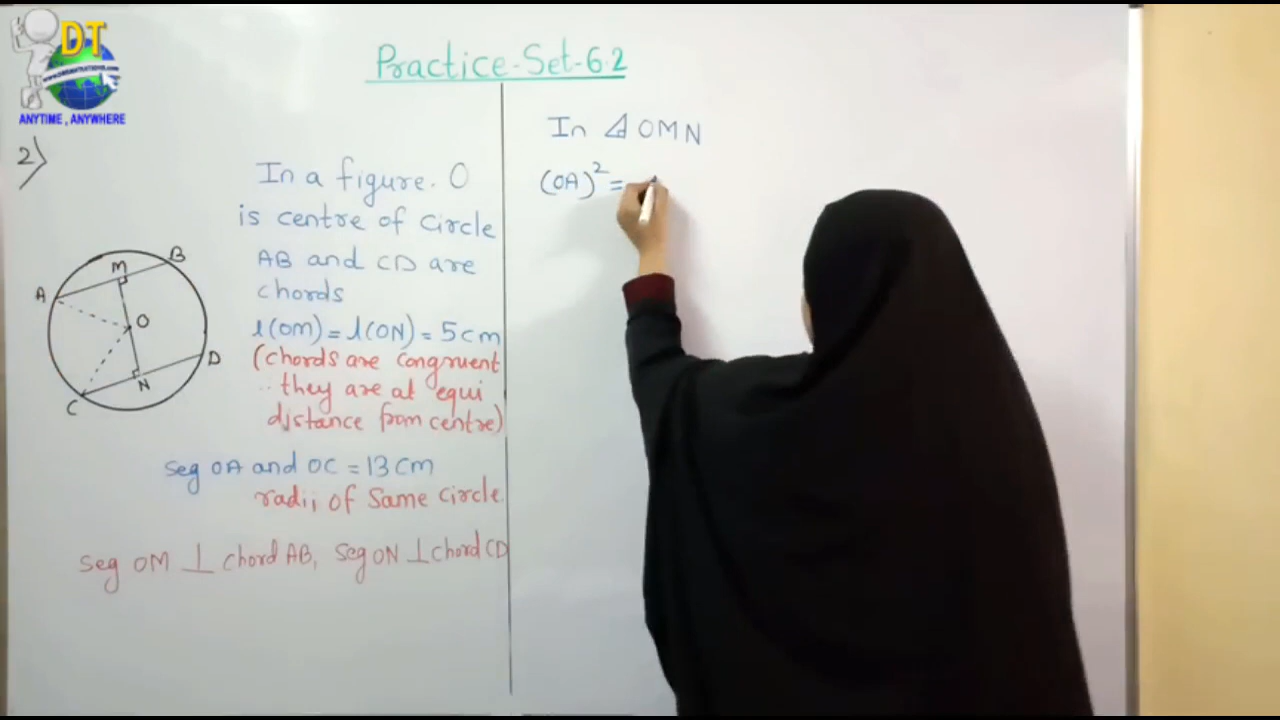 DT
ANYTIME , ANYWHERE
Practice-Set-6.2
2)
In a figure. O
is centre of circle
AB and CD are
chords
l(OM) = l(ON) = 5cm
(chords are congruent
∴ they are at equi
distance from centre)
seg OA and OC = 13cm
radii of Same Circle.
seg OM ⊥ chord AB, seg ON ⊥ chord CD
A
M
B
O
C
N
D
In ⊿ OMN
(OA)² =